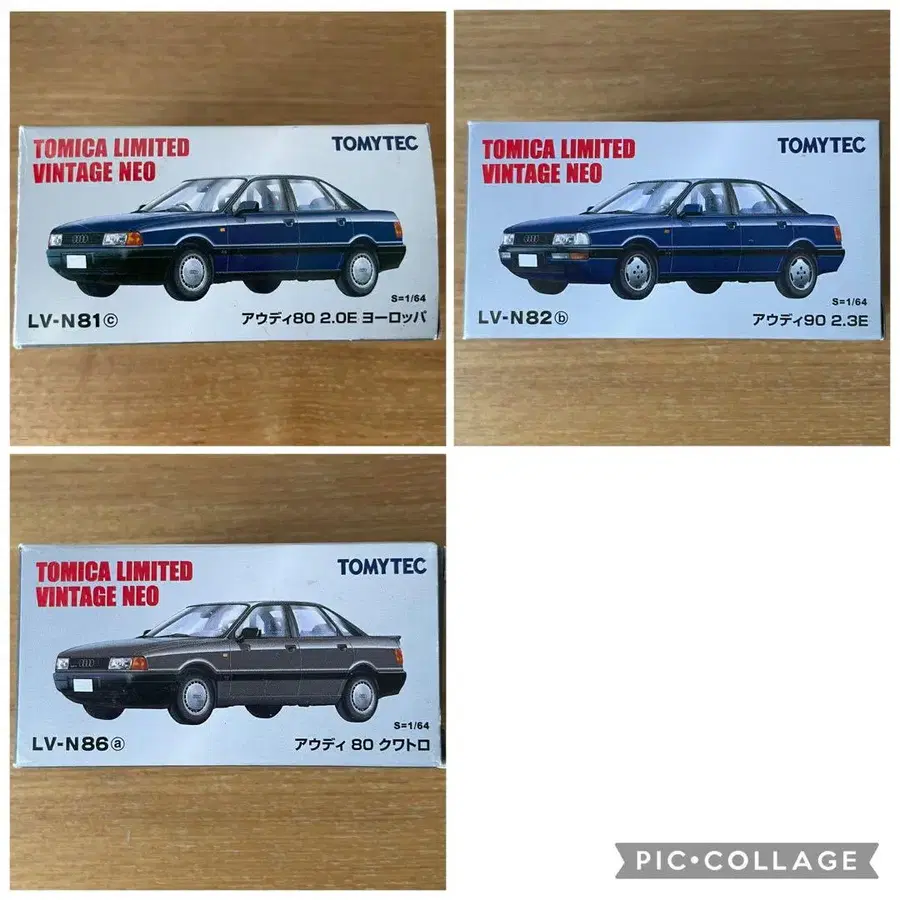 TOMICA LIMITED
VINTAGE NEO
TOMYTEC
S=1/64
LV-N81ⓒ
アウディ80 2.0E ヨーロッパ
TOMICA LIMITED
VINTAGE NEO
TOMYTEC
S=1/64
LV-N82ⓑ
アウディ90 2.3E
TOMICA LIMITED
VINTAGE NEO
TOMYTEC
S=1/64
LV-N86ⓐ
アウディ 80 クワトロ
PIC•COLLAGE